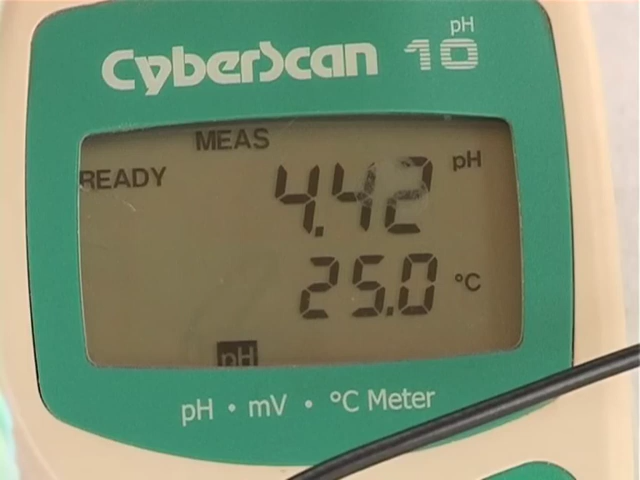 CyberScan pH 10
MEAS
READY
4.42 pH
25.0 °C
pH
pH • mV • °C Meter